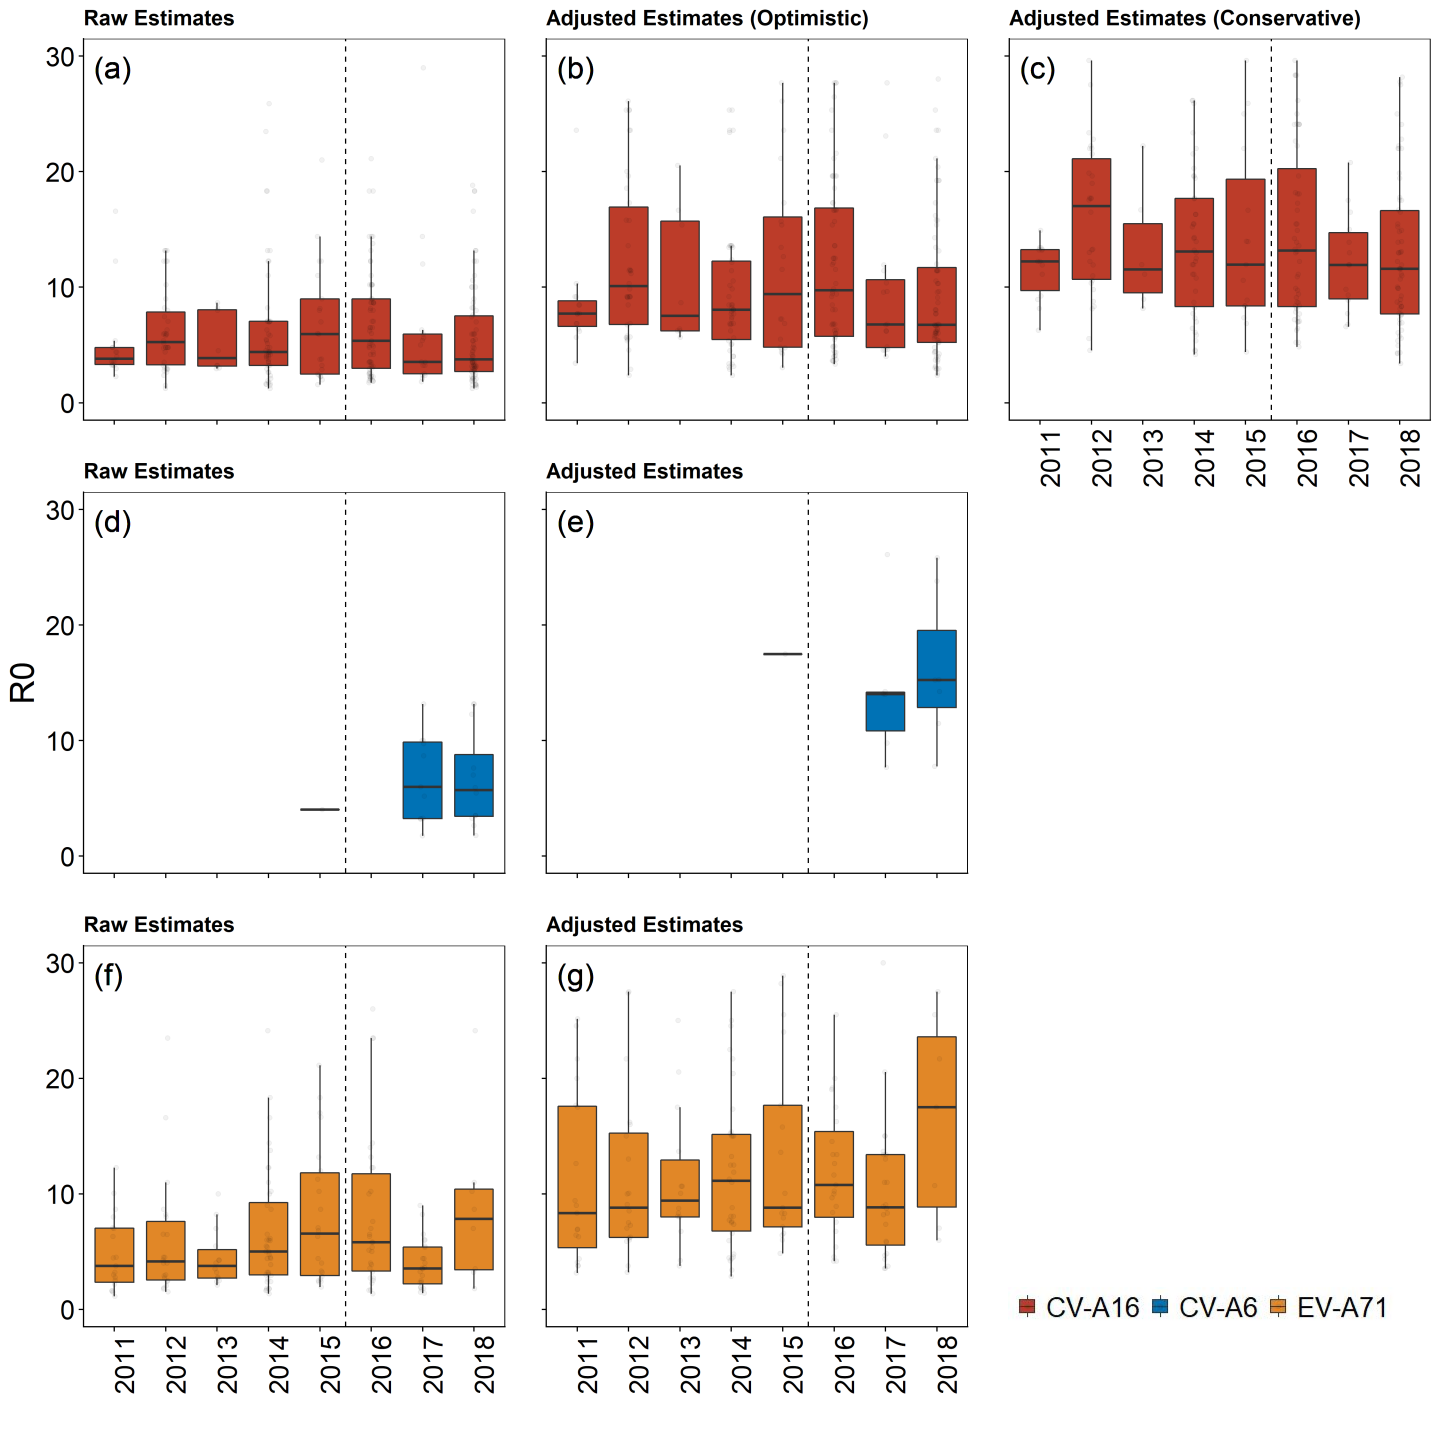 Raw Estimates
Adjusted Estimates (Optimistic)
Adjusted Estimates (Conservative)
(a)
(b)
(c)
30
20
10
0
2011
2012
2013
2014
2015
2016
2017
2018
Raw Estimates
Adjusted Estimates
(d)
(e)
30
20
10
0
R0
Raw Estimates
Adjusted Estimates
(f)
(g)
30
20
10
0
2011
2012
2013
2014
2015
2016
2017
2018
2011
2012
2013
2014
2015
2016
2017
2018
CV-A16 CV-A6 EV-A71